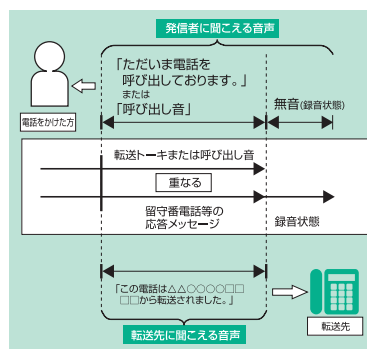 発信者に聞こえる音声
「ただいま電話を
呼び出しております。」
または
「呼び出し音」
無音(録音状態)
電話をかけた方
転送トーキまたは呼び出し音
重なる
留守番電話等の
応答メッセージ
録音状態
「この電話は△△○○○○□□
□□から転送されました。」
転送先に聞こえる音声
転送先